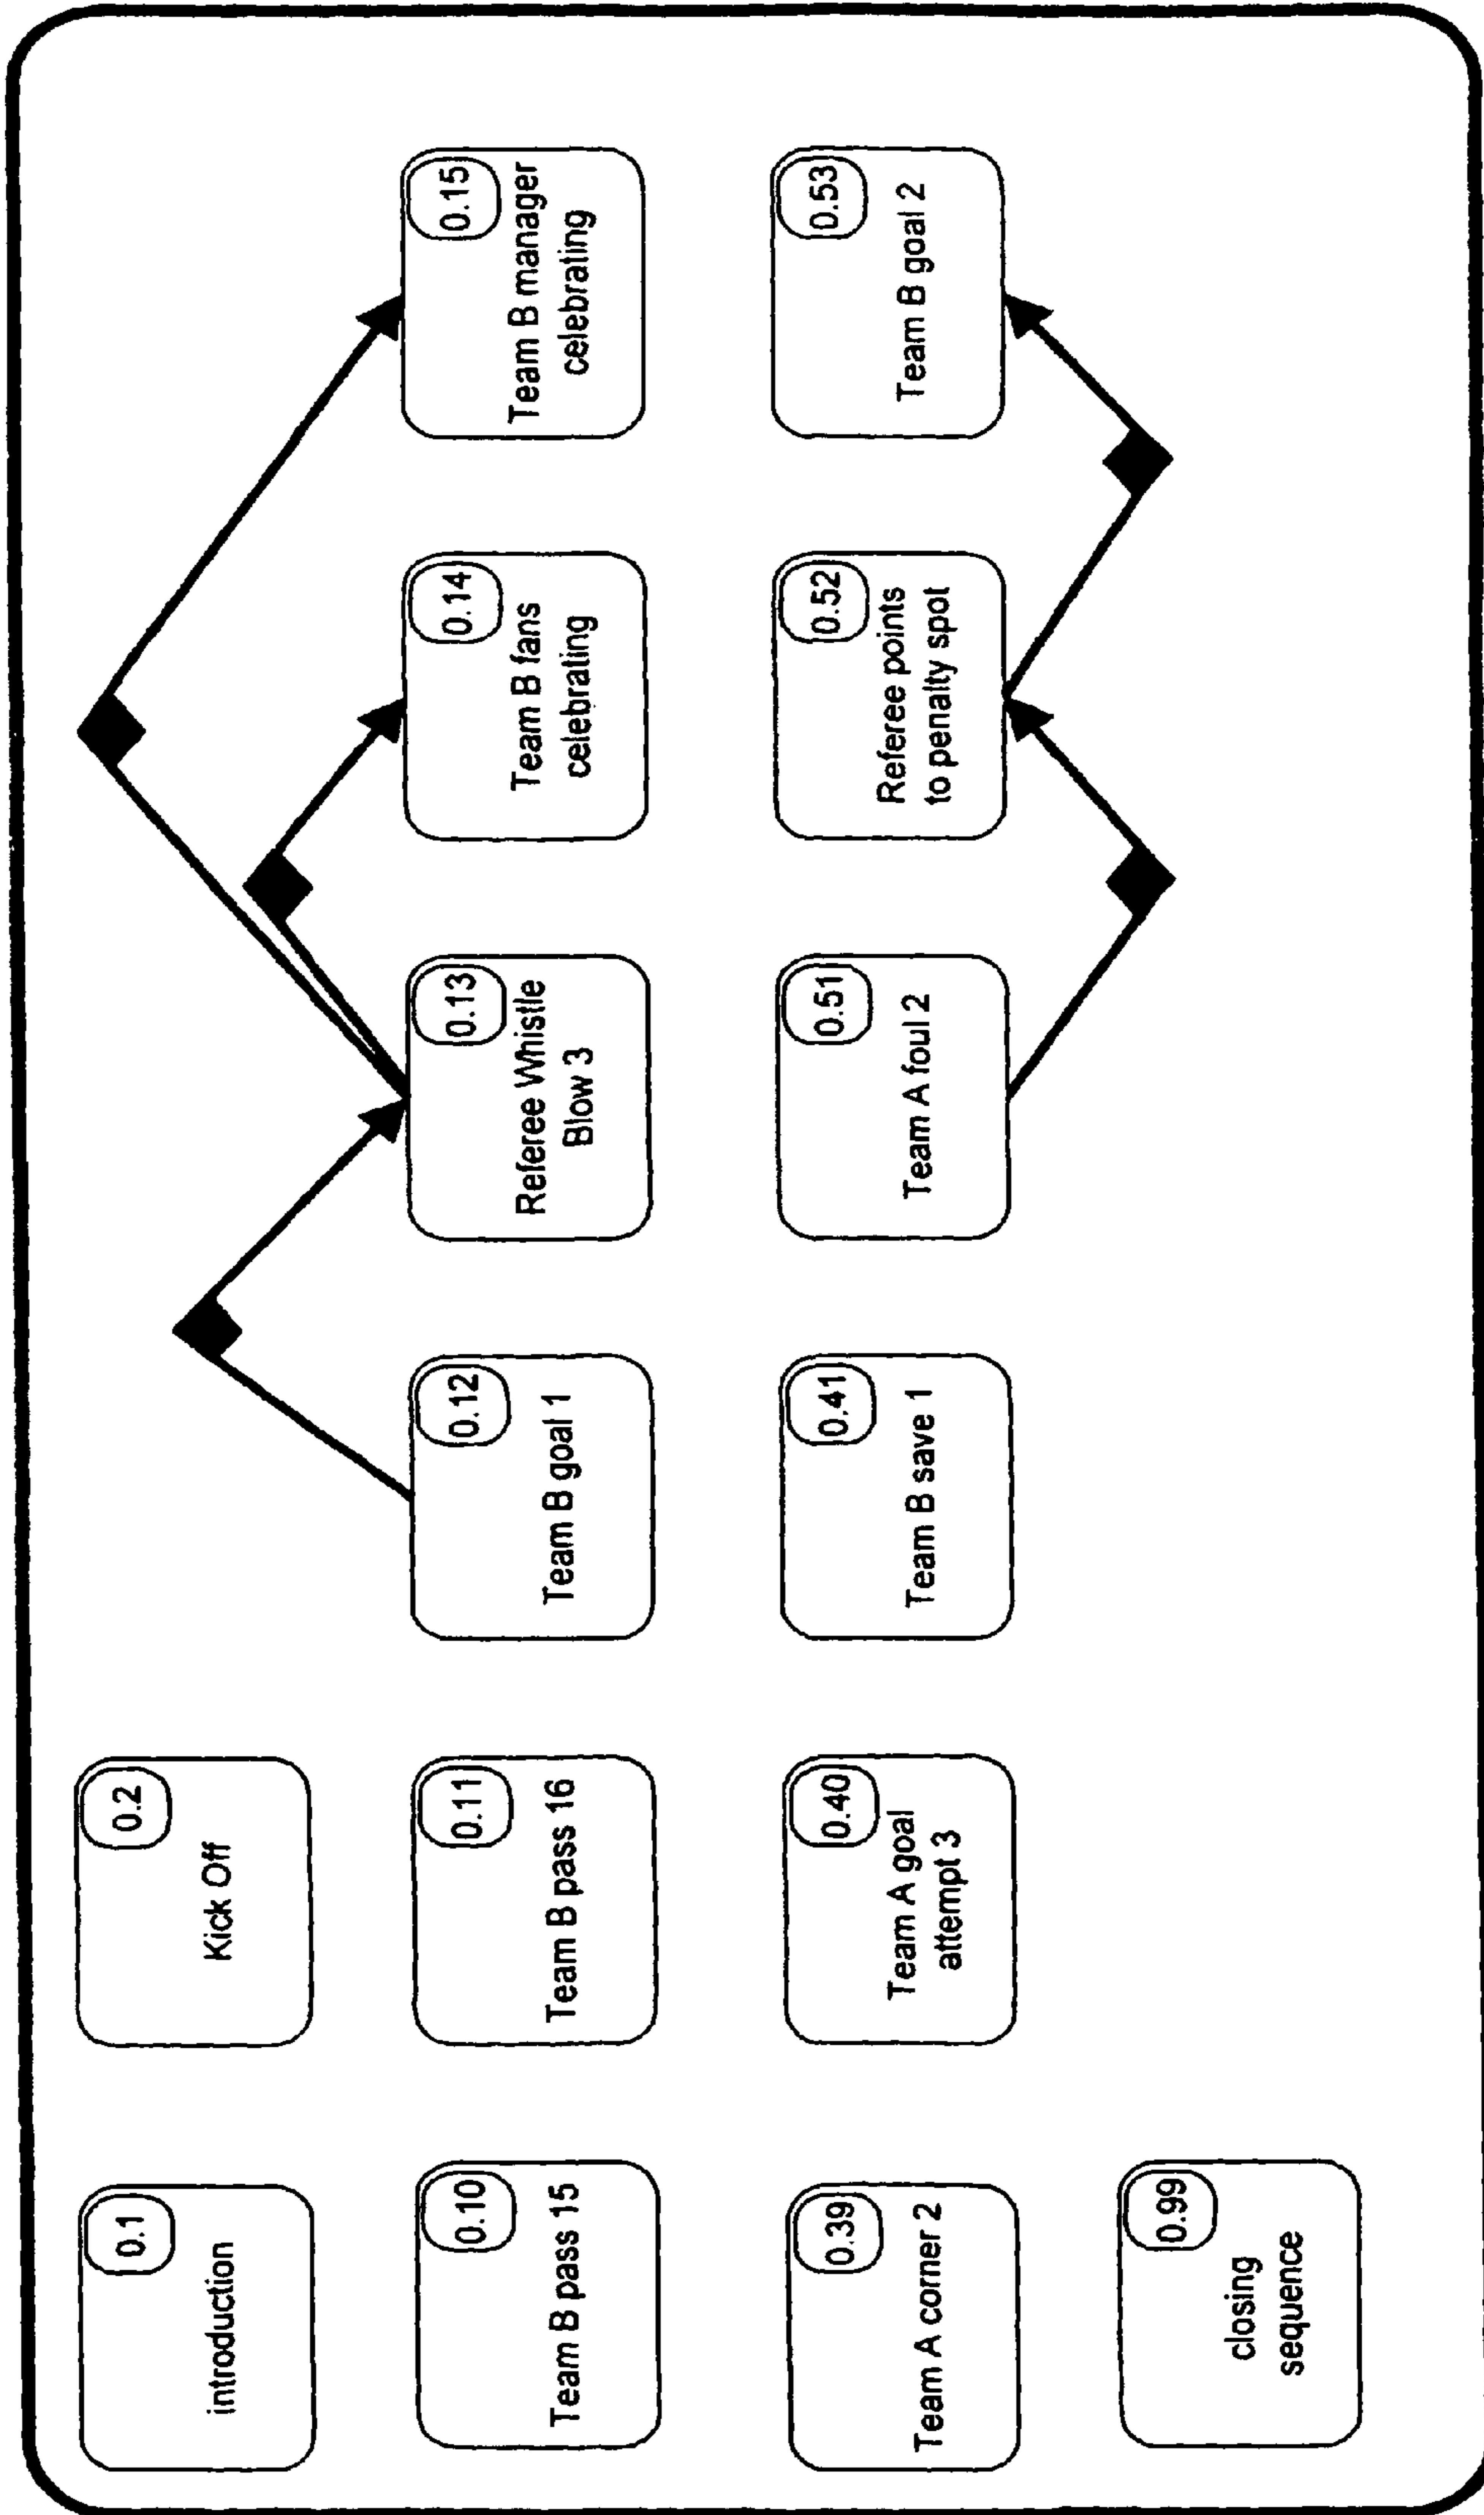 0.1
introduction
0.2
Kick Off
0.10
Team B pass 15
0.11
Team B pass 16
0.12
Team B goal 1
0.13
Referee Whistle
Blow 3
0.14
Team B fans
celebrating
0.15
Team B manager
celebrating
0.39
Team A corner 2
0.40
Team A goal
attempt 3
0.41
Team B save 1
0.51
Team A foul 2
0.52
Referee points
to penalty spot
0.53
Team B goal 2
0.99
closing
sequence